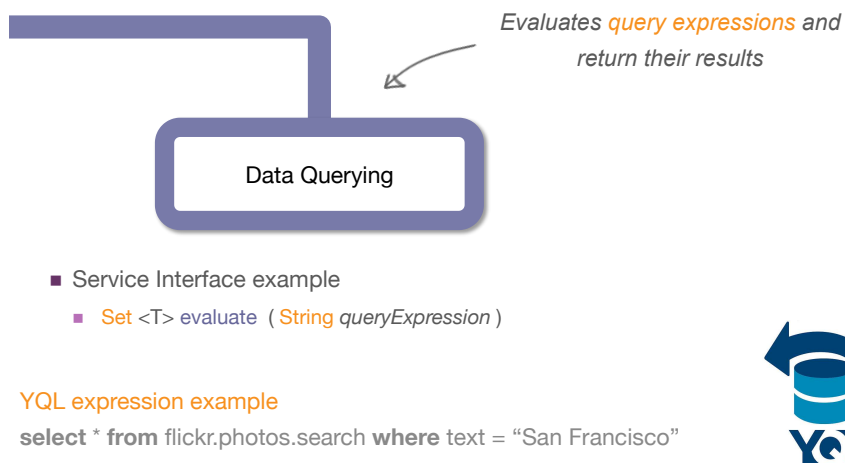 Evaluates query expressions and
return their results
Data Querying
Service Interface example
Set <T> evaluate ( String queryExpression )
YQL expression example
select * from flickr.photos.search where text = “San Francisco”